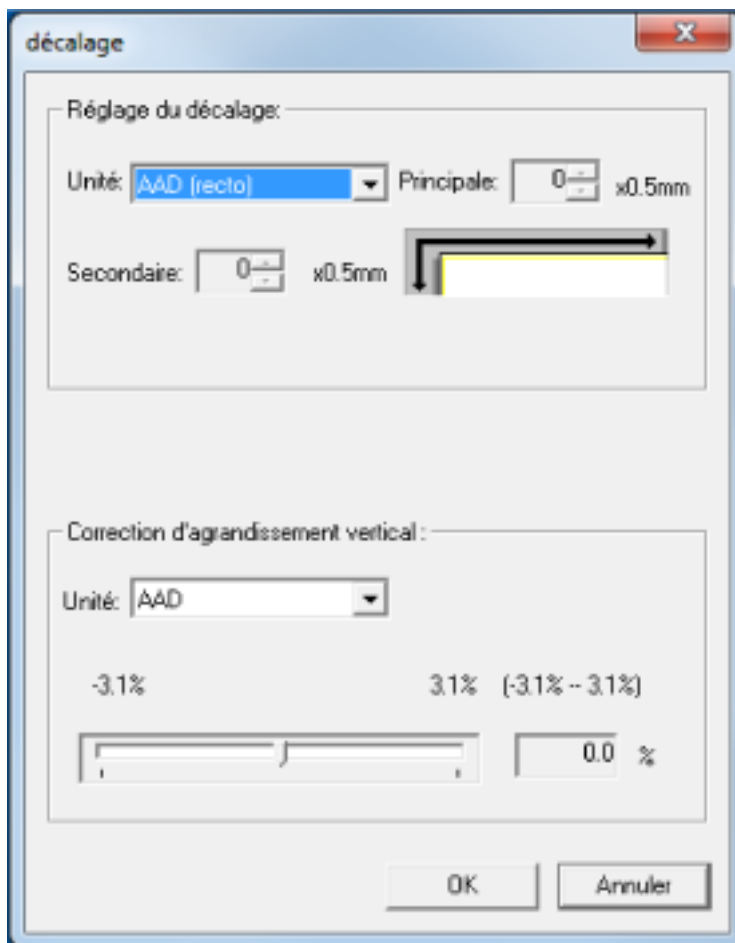 décalage
Réglage du décalage:
Unité: AAD (recto) Principale: 0 x0.5mm
Secondaire: 0 x0.5mm
Correction d'agrandissement vertical :
Unité: AAD
-3.1% 3.1% (-3.1% -- 3.1%)
0.0 %
OK Annuler